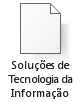 Soluções de
Tecnologia da
Informação